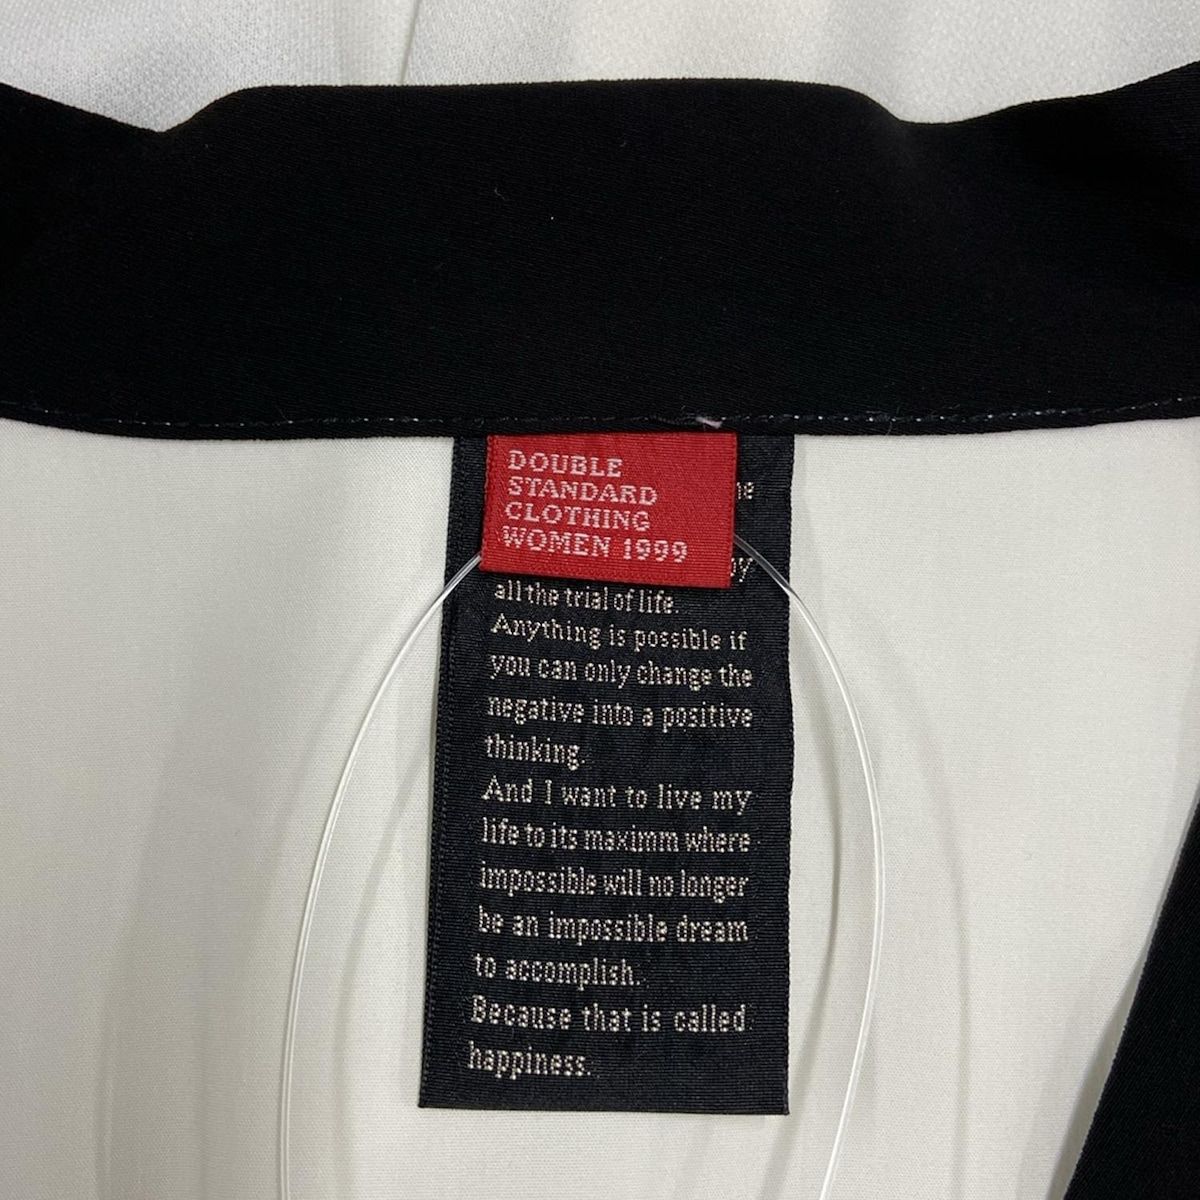 DOUBLE
STANDARD
CLOTHING
WOMEN 1999
all the trial of life.
Anything is possible if
you can only change the
negative into a positive
thinking.
And I want to live my
life to its maximm where
impossible will no longer
be an impossible dream
to accomplish.
Because that is called
happiness.